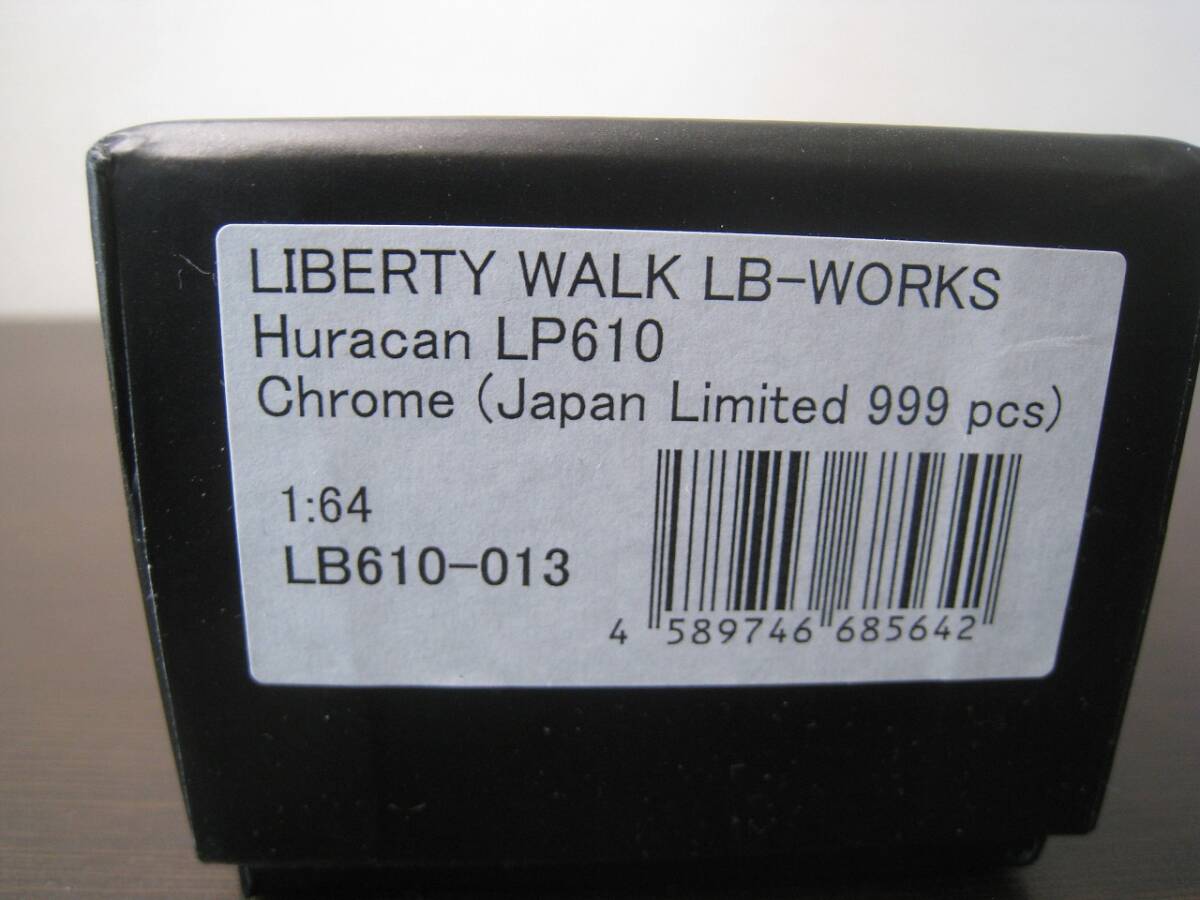 LIBERTY WALK LB-WORKS
Huracan LP610
Chrome (Japan Limited 999 pcs)
1:64
LB610-013
4 589746 685642